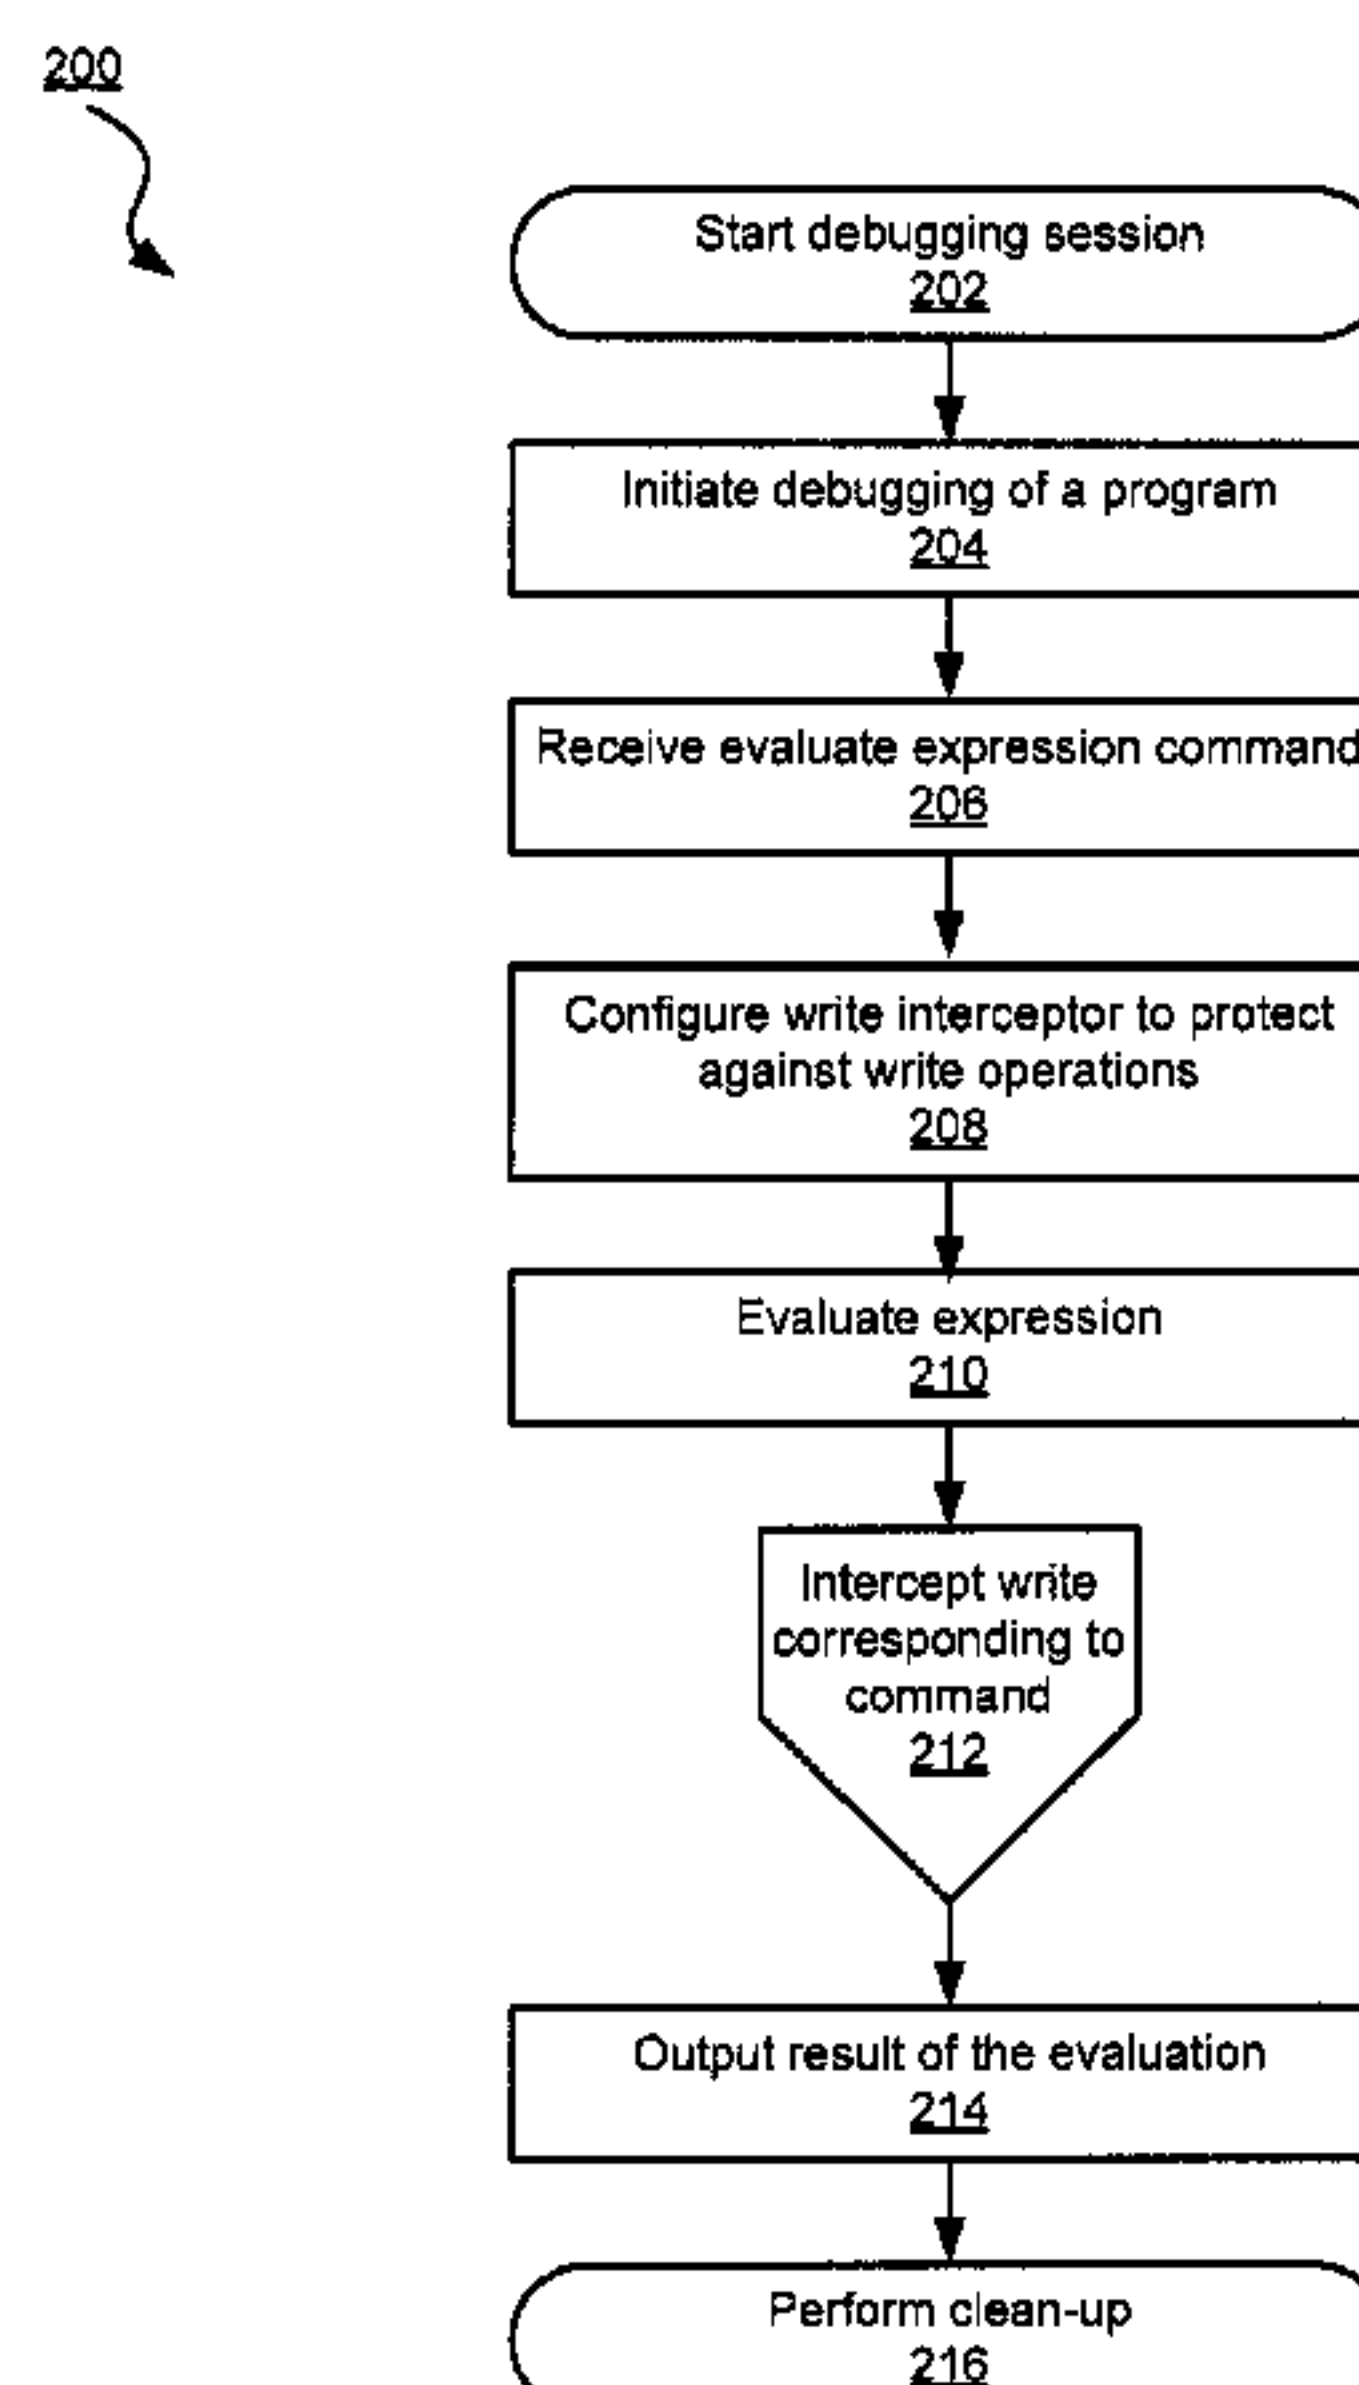 200
Start debugging session
202
Initiate debugging of a program
204
Receive evaluate expression command
206
Configure write interceptor to protect
against write operations
208
Evaluate expression
210
Intercept write
corresponding to
command
212
Output result of the evaluation
214
Perform clean-up
216